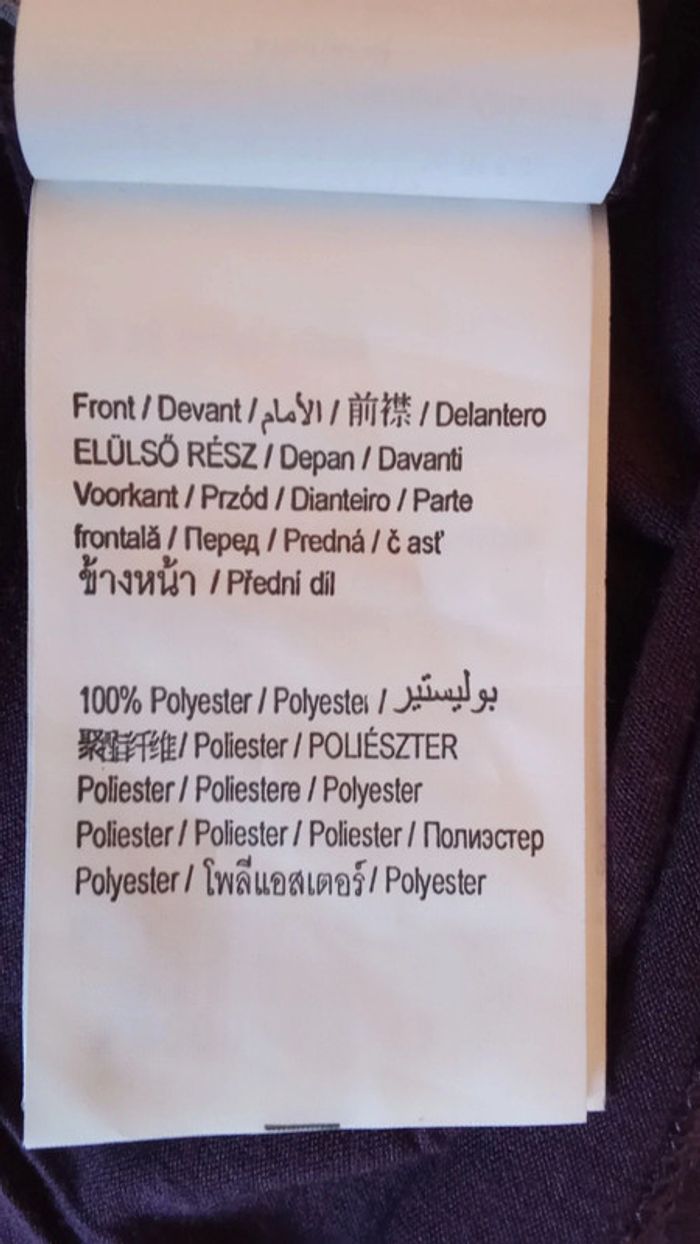 Front / Devant / الأمام / 前襟 / Delantero
ELÜLSŐ RÉSZ / Depan / Davanti
Voorkant / Przód / Dianteiro / Parte
frontală / Перед / Predná / č asť
ข้างหน้า / Přední díl
100% Polyester / Polyester / بوليستير
聚酯纤维/ Poliester / POLIÉSZTER
Poliester / Poliestere / Polyester
Poliester / Poliester / Poliester / Полиэстер
Polyester / โพลีแอสเตอร์ / Polyester